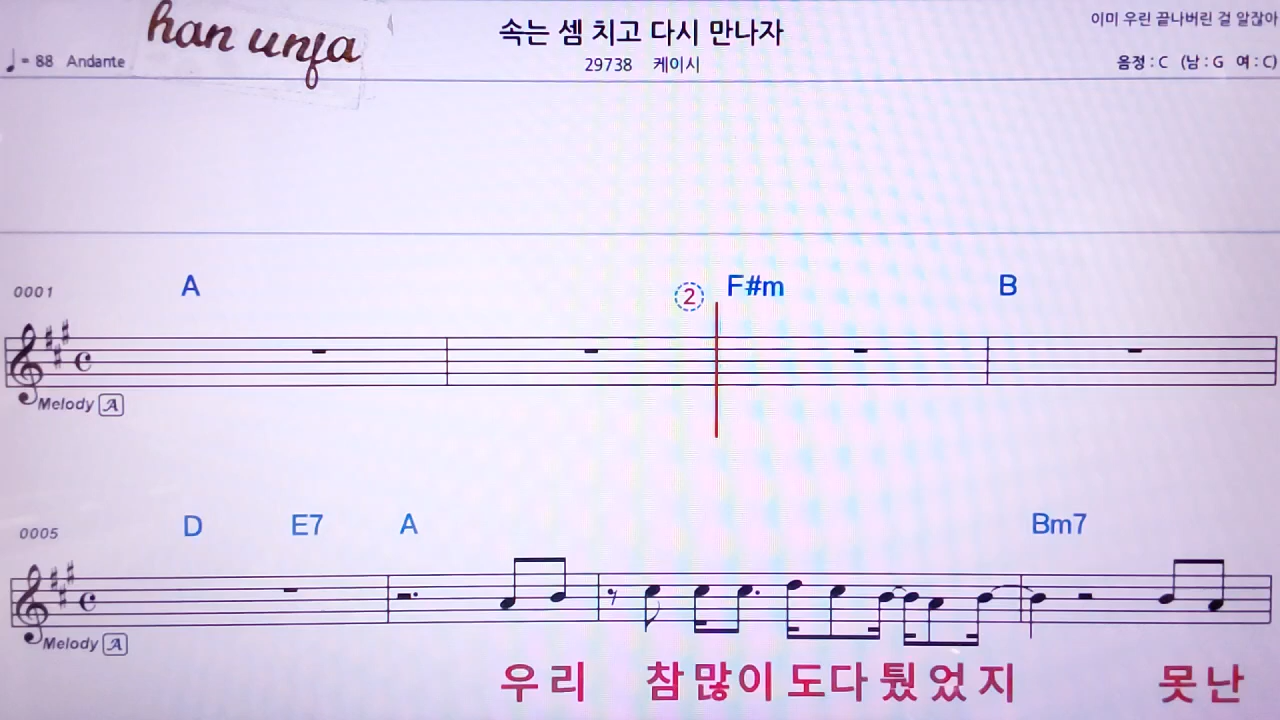 han unfa
속는 셈 치고 다시 만나자
이미 우린 끝나버린 걸 알잖아
♩= 88 Andante
29738 케이시
음정 : C (남 : G 여 : C)
0001 A ② F#m B
Melody A
0005 D E7 A Bm7
Melody A
우리 참많이 도다퉜었지 못난